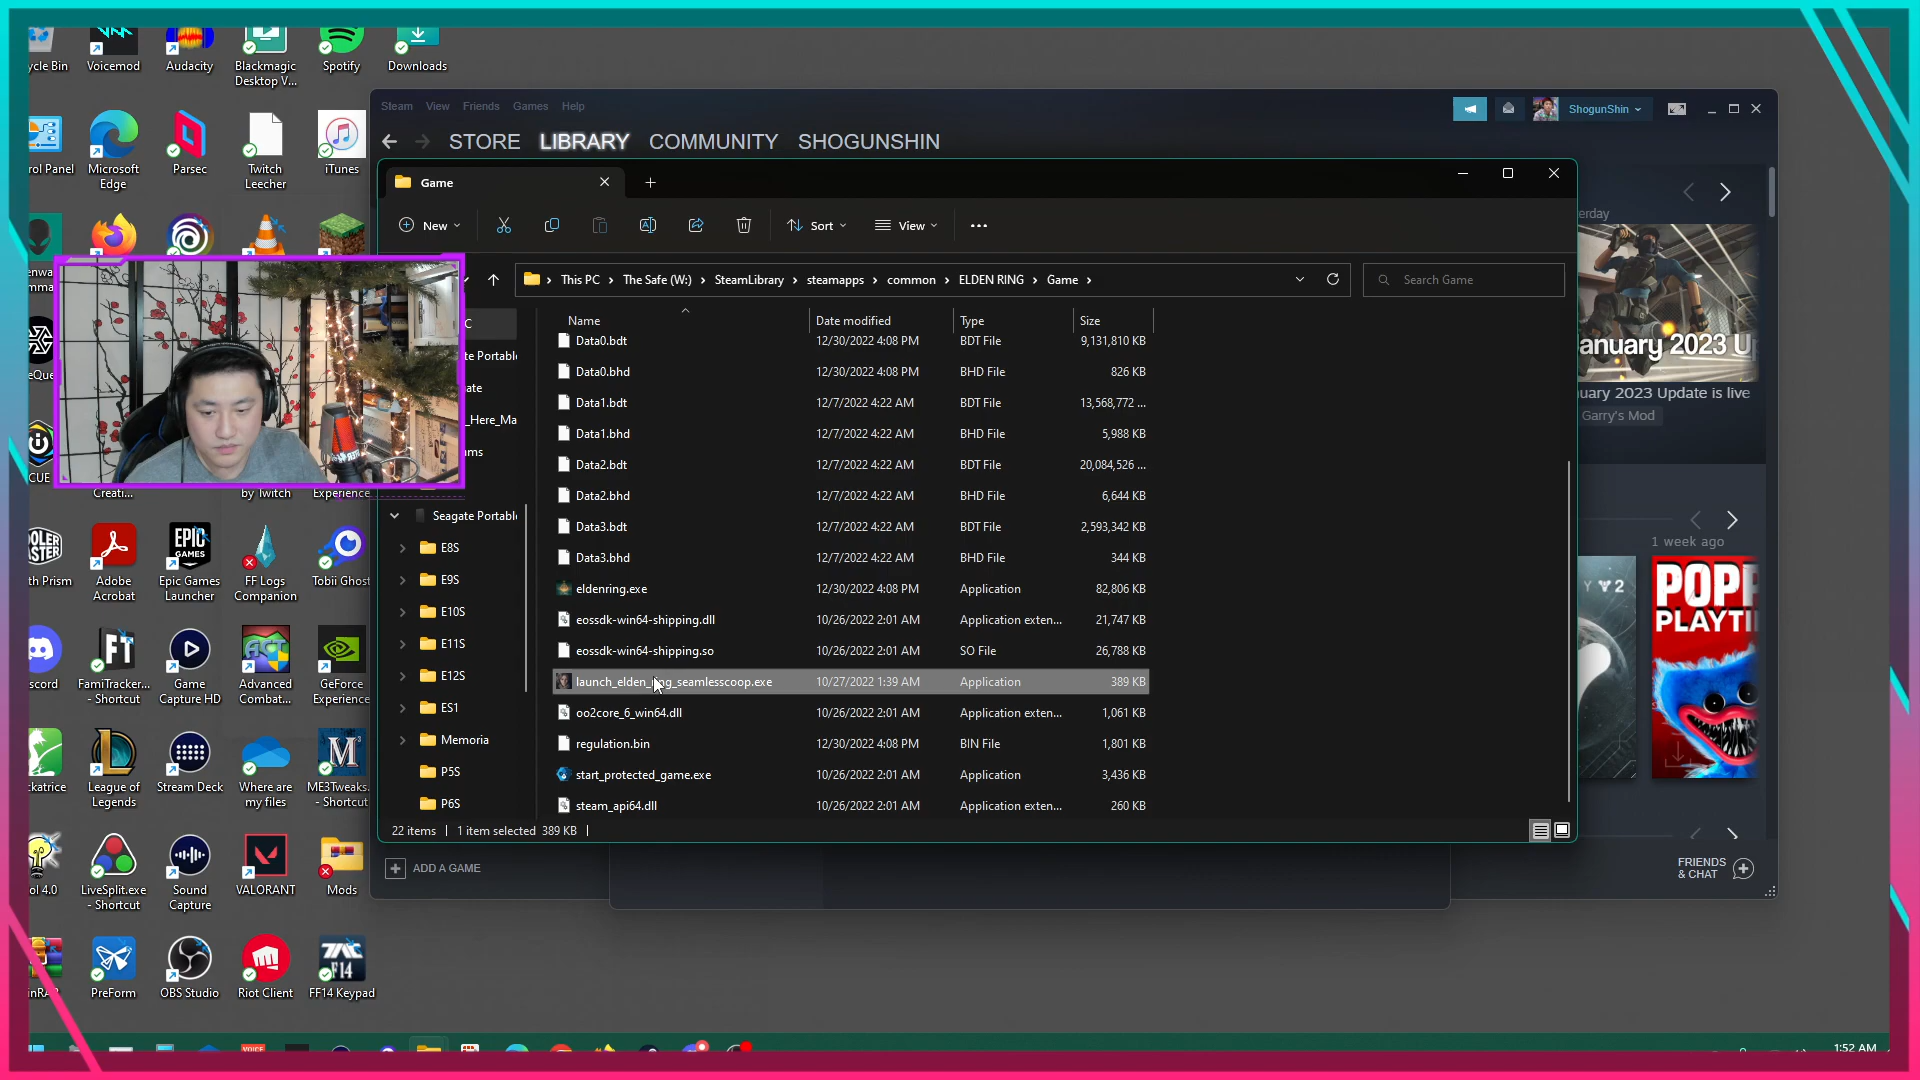 ycle Bin
Voicemod
Audacity
Blackmagic
Desktop V...
Spotify
Downloads
rol Panel
Microsoft
Edge
Parsec
Twitch
Leecher
iTunes
Steam View Friends Games Help
ShogunShin
STORE LIBRARY COMMUNITY SHOGUNSHIN
Game
New
Sort
View
This PC > The Safe (W:) > SteamLibrary > steamapps > common > ELDEN RING > Game >
Search Game
Name
Date modified
Type
Size
Data0.bdt 12/30/2022 4:08 PM BDT File 9,131,810 KB
Data0.bhd 12/30/2022 4:08 PM BHD File 826 KB
Data1.bdt 12/7/2022 4:22 AM BDT File 13,568,772 ...
Data1.bhd 12/7/2022 4:22 AM BHD File 5,988 KB
Data2.bdt 12/7/2022 4:22 AM BDT File 20,084,526 ...
Data2.bhd 12/7/2022 4:22 AM BHD File 6,644 KB
Data3.bdt 12/7/2022 4:22 AM BDT File 2,593,342 KB
Data3.bhd 12/7/2022 4:22 AM BHD File 344 KB
eldenring.exe 12/30/2022 4:08 PM Application 82,806 KB
eossdk-win64-shipping.dll 10/26/2022 2:01 AM Application exten... 21,747 KB
eossdk-win64-shipping.so 10/26/2022 2:01 AM SO File 26,788 KB
launch_elden_ring_seamlesscoop.exe 10/27/2022 1:39 AM Application 389 KB
oo2core_6_win64.dll 10/26/2022 2:01 AM Application exten... 1,061 KB
regulation.bin 12/30/2022 4:08 PM BIN File 1,801 KB
start_protected_game.exe 10/26/2022 2:01 AM Application 3,436 KB
steam_api64.dll 10/26/2022 2:01 AM Application exten... 260 KB
22 items 1 item selected 389 KB
C
te Portabl
ate
_Here_Ma
ms
Seagate Portabl
E8S
E9S
E10S
E11S
E12S
ES1
Memoria
P5S
P6S
ADD A GAME
erday
anuary 2023 U
uary 2023 Update is live
Garry's Mod
1 week ago
Y 2
POPP
PLAYTI
FRIENDS
& CHAT
CUE
Creati...
by Twitch
Experience
th Prism
Adobe
Acrobat
EPIC
GAMES
Epic Games
Launcher
FF Logs
Companion
Tobii Ghost
scord
FT
FamiTracker...
- Shortcut
Game
Capture HD
ACT
Advanced
Combat...
GeForce
Experience
ckatrice
League of
Legends
Stream Deck
Where are
my files
ME3Tweaks...
- Shortcut
ol 4.0
LiveSplit.exe
- Shortcut
Sound
Capture
VALORANT
Mods
inRAR
PreForm
OBS Studio
Riot Client
F14
FF14 Keypad
1:52 AM